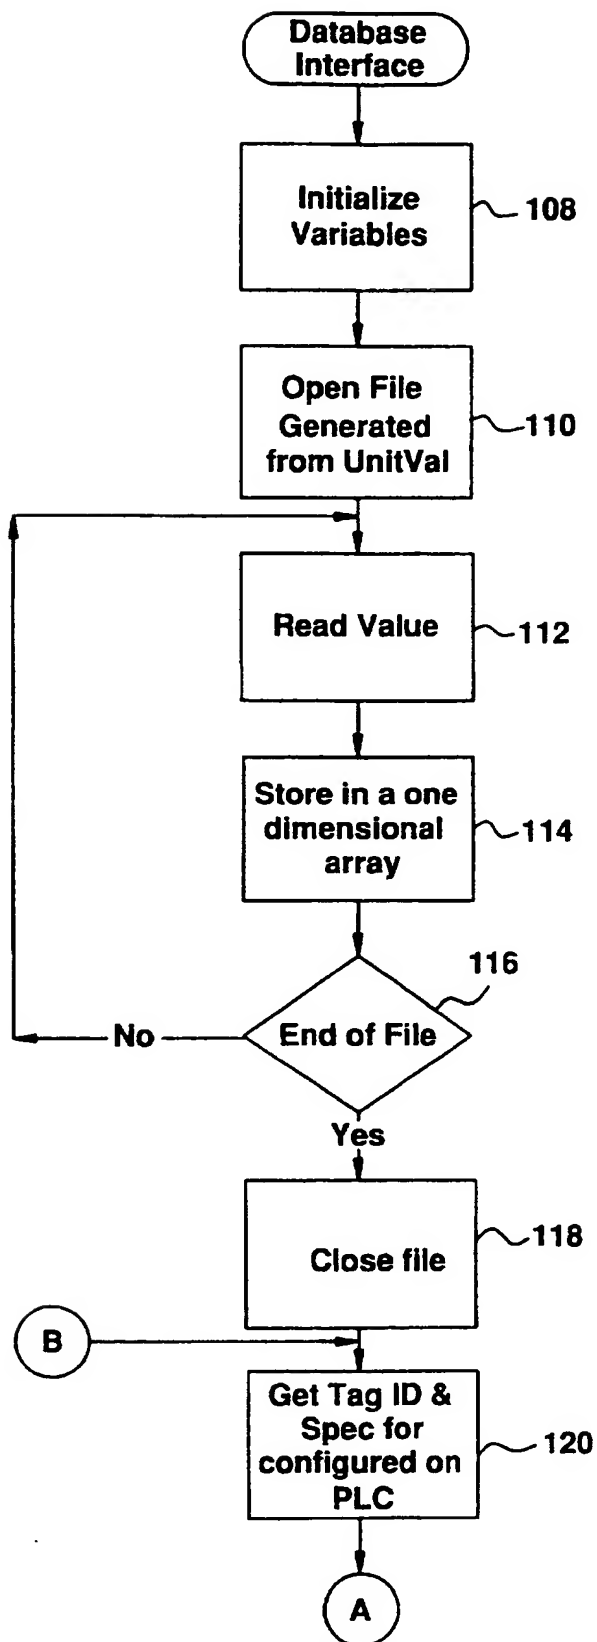 Database
Interface
Initialize
Variables
108
Open File
Generated
from UnitVal
110
Read Value
112
Store in a one
dimensional
array
114
116
End of File
No
Yes
Close file
118
B
Get Tag ID &
Spec for
configured on
PLC
120
A